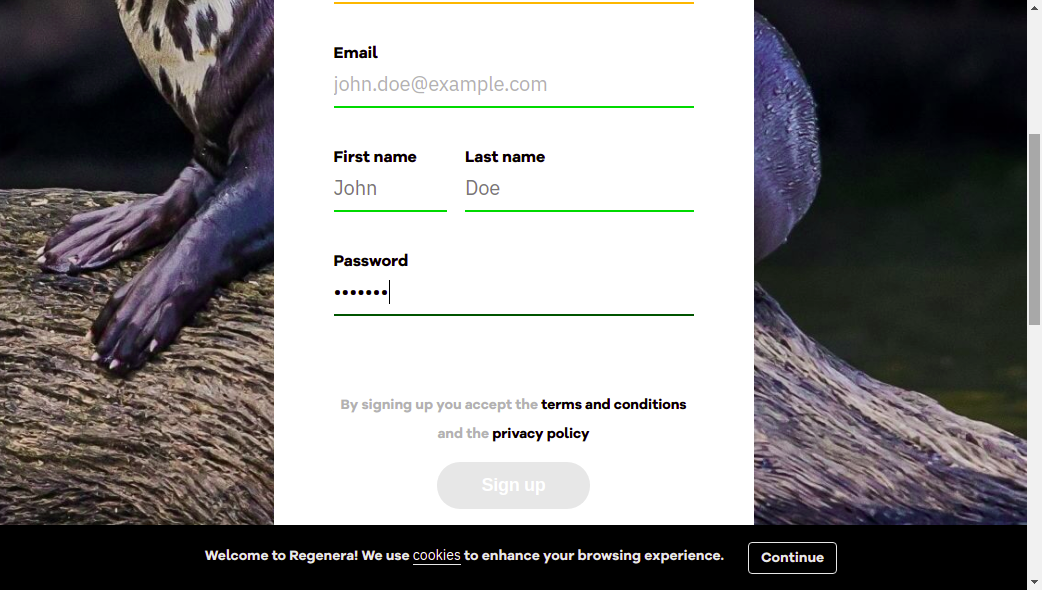 Email
john.doe@example.com
First name Last name
John Doe
Password
•••••••
By signing up you accept the terms and conditions
and the privacy policy
Sign up
Welcome to Regenera! We use cookies to enhance your browsing experience. Continue